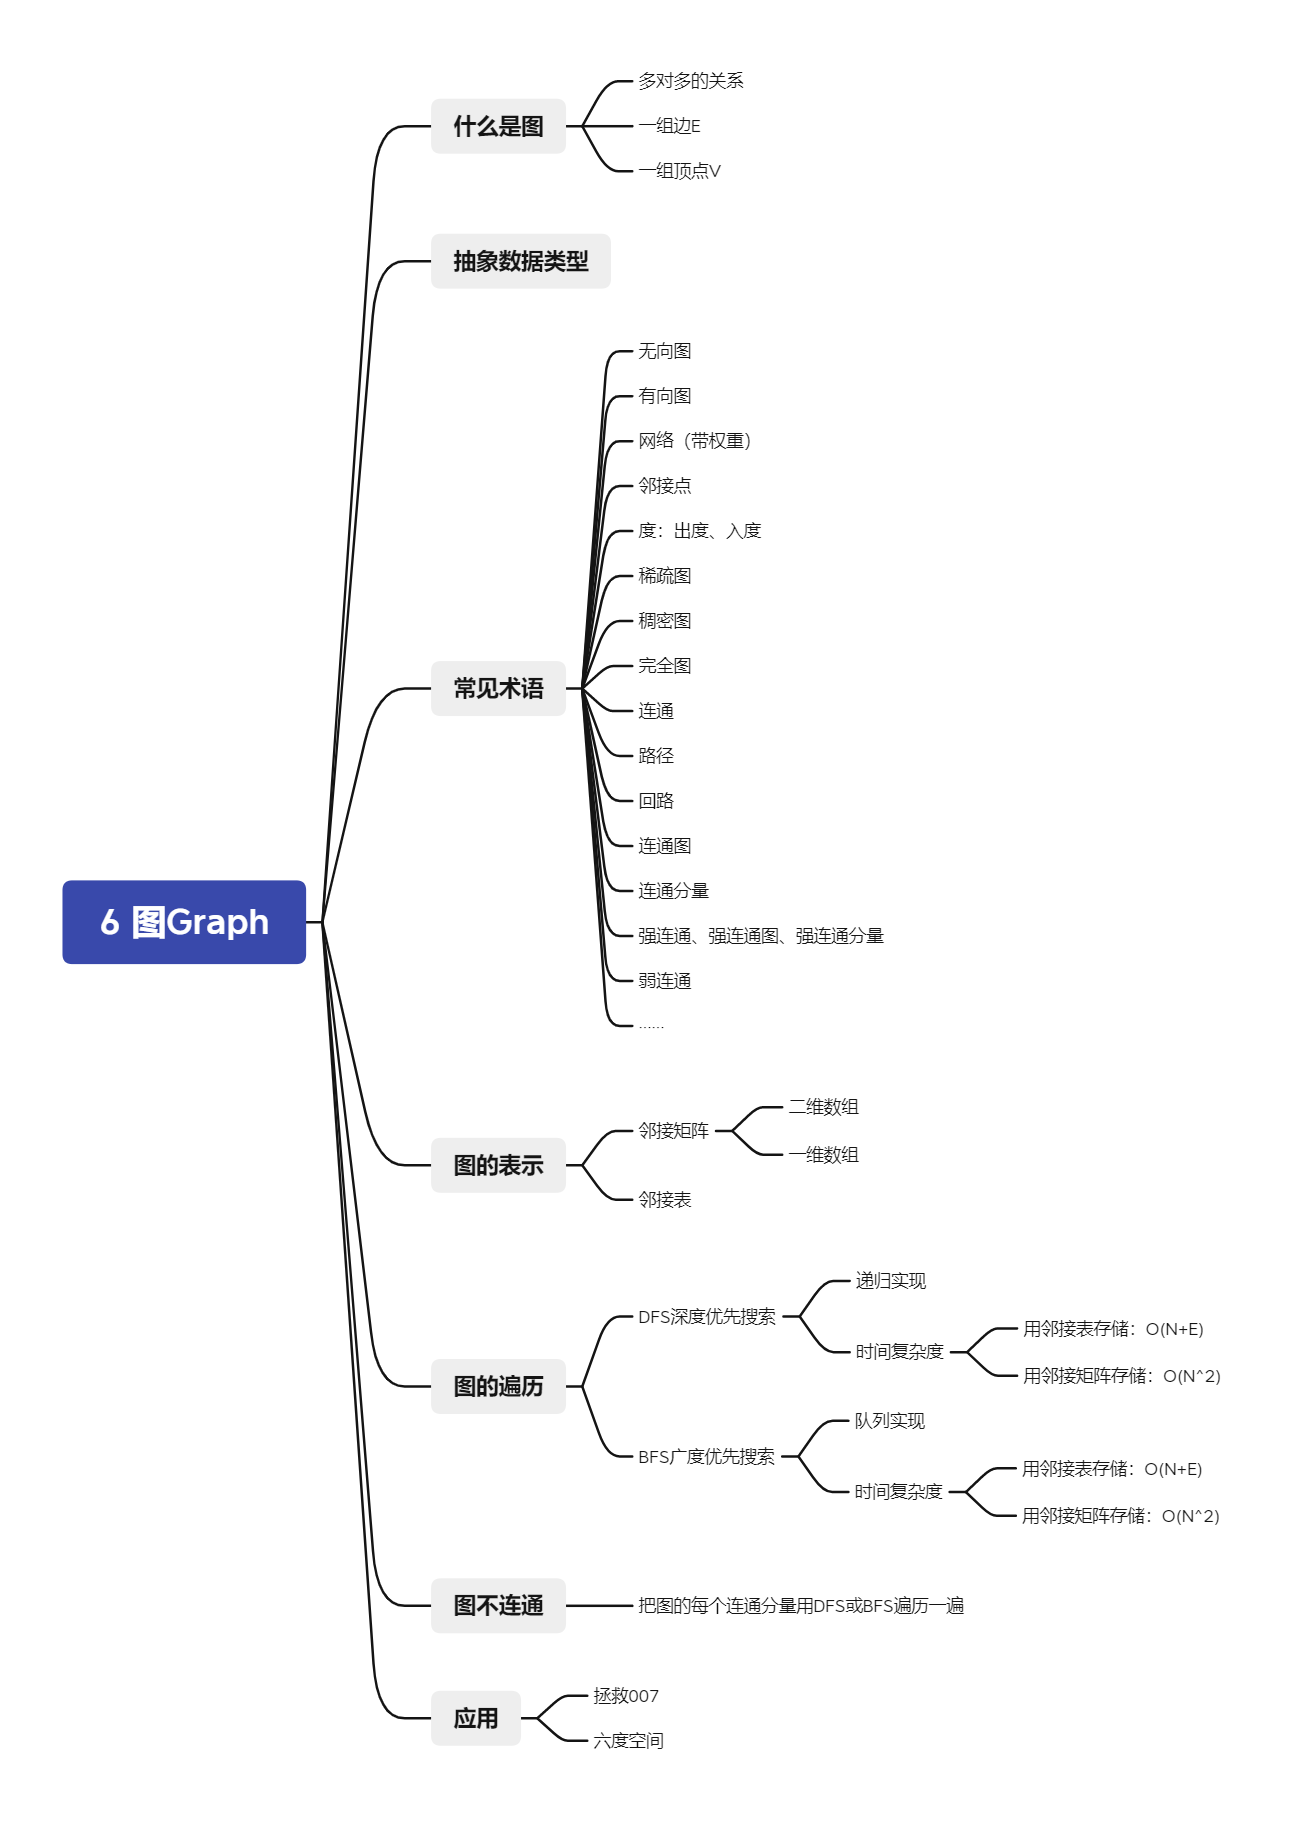 6 图Graph
什么是图
多对多的关系
一组边E
一组顶点V
抽象数据类型
常见术语
无向图
有向图
网络（带权重）
邻接点
度：出度、入度
稀疏图
稠密图
完全图
连通
路径
回路
连通图
连通分量
强连通、强连通图、强连通分量
弱连通
……
图的表示
邻接矩阵
二维数组
一维数组
邻接表
图的遍历
DFS深度优先搜索
递归实现
时间复杂度
用邻接表存储：O(N+E)
用邻接矩阵存储：O(N^2)
BFS广度优先搜索
队列实现
时间复杂度
用邻接表存储：O(N+E)
用邻接矩阵存储：O(N^2)
图不连通
把图的每个连通分量用DFS或BFS遍历一遍
应用
拯救007
六度空间